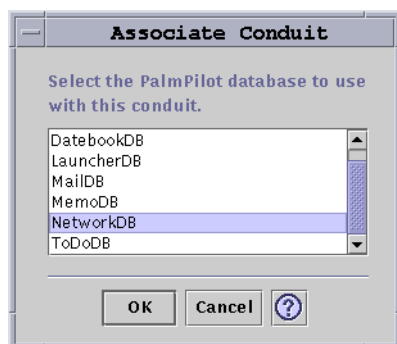 Associate Conduit
Select the PalmPilot database to use
with this conduit.
DatebookDB
LauncherDB
MailDB
MemoDB
NetworkDB
ToDoDB
OK Cancel ?